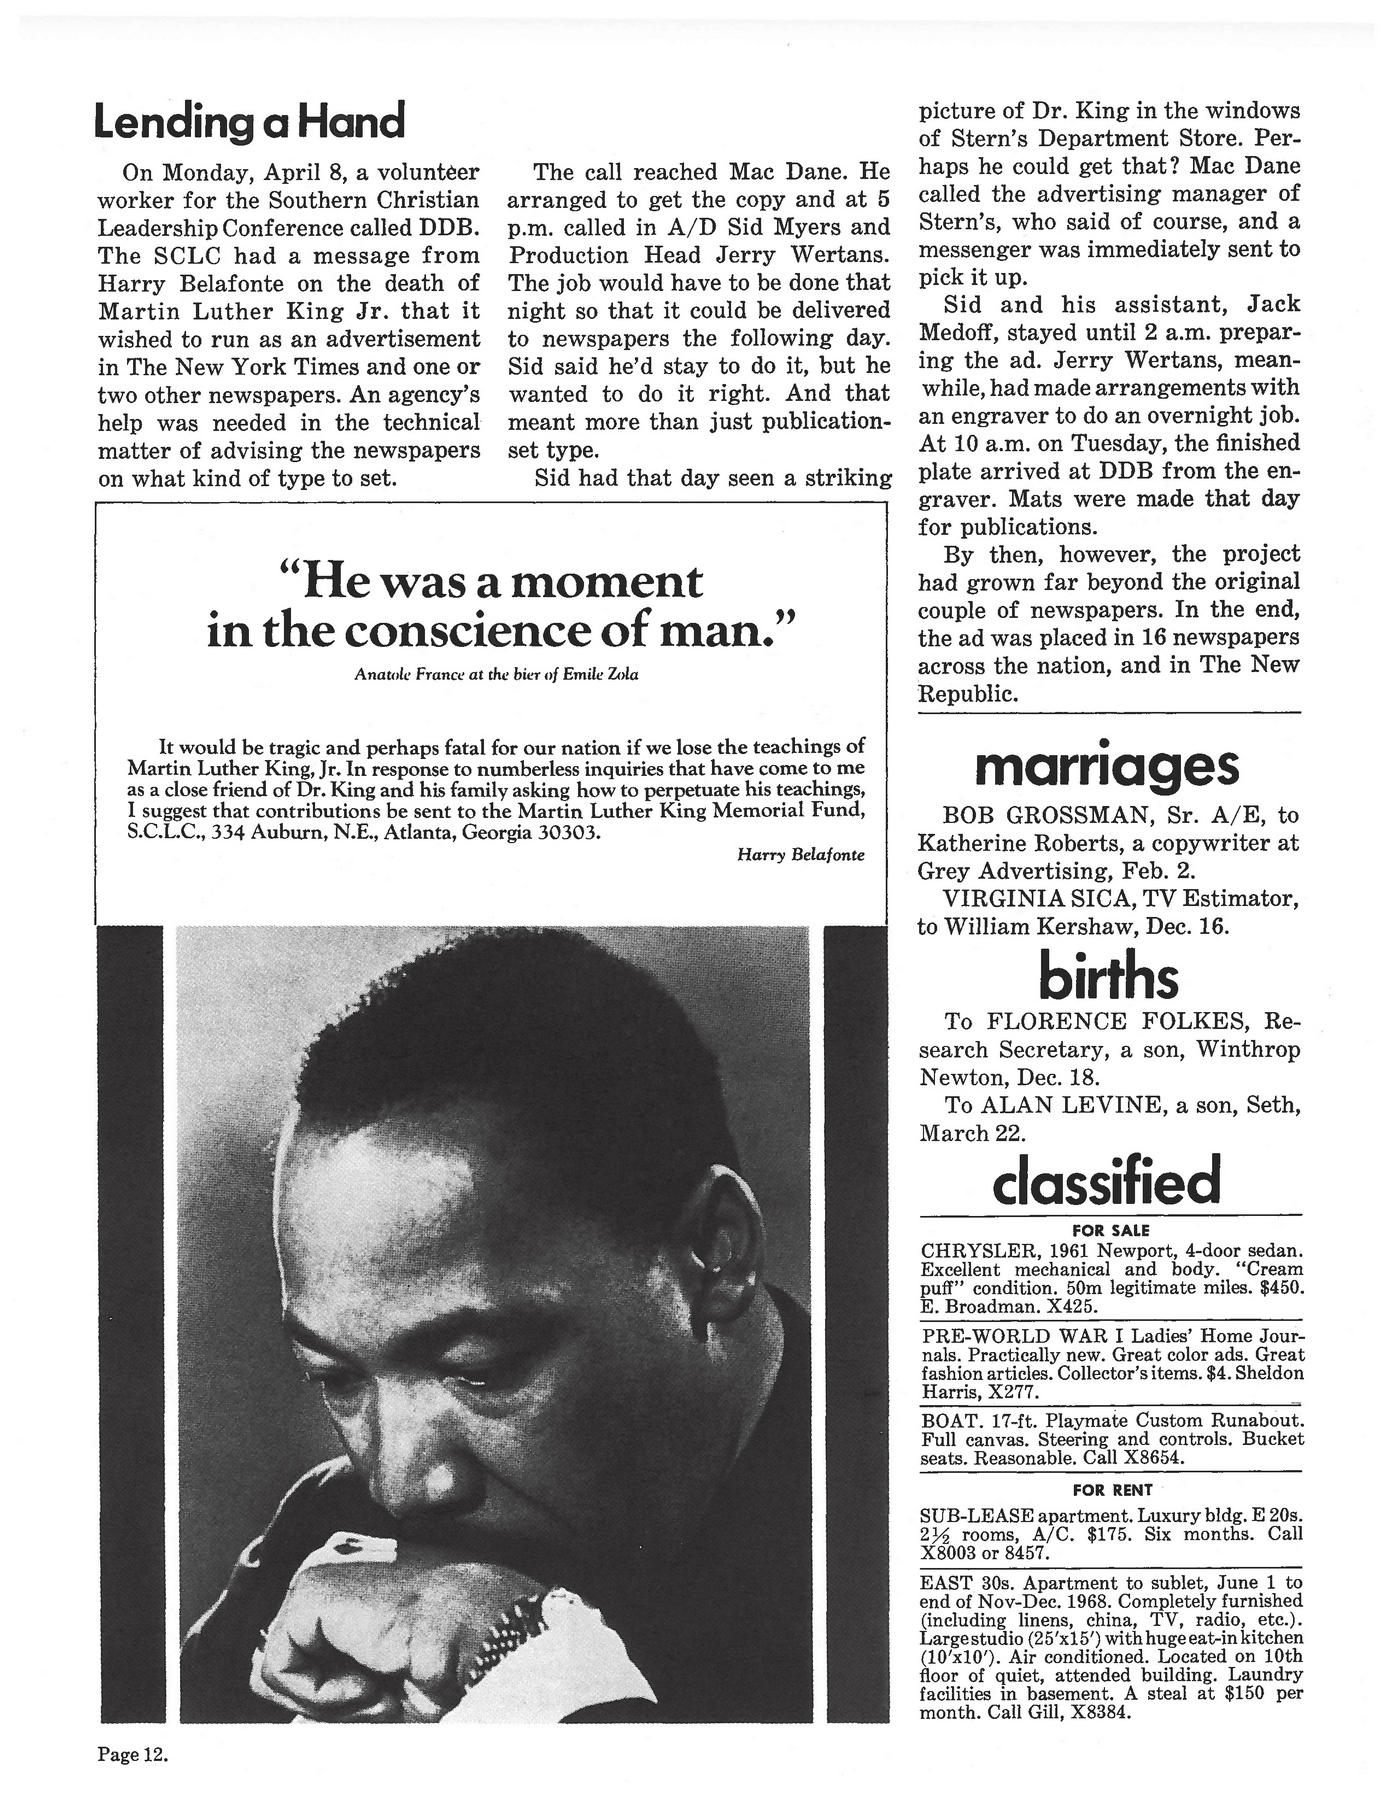 Lending a Hand
On Monday, April 8, a volunteer
worker for the Southern Christian
Leadership Conference called DDB.
The SCLC had a message from
Harry Belafonte on the death of
Martin Luther King Jr. that it
wished to run as an advertisement
in The New York Times and one or
two other newspapers. An agency's
help was needed in the technical
matter of advising the newspapers
on what kind of type to set.
The call reached Mac Dane. He
arranged to get the copy and at 5
p.m. called in A/D Sid Myers and
Production Head Jerry Wertans.
The job would have to be done that
night so that it could be delivered
to newspapers the following day.
Sid said he'd stay to do it, but he
wanted to do it right. And that
meant more than just publication-
set type.
Sid had that day seen a striking
picture of Dr. King in the windows
of Stern's Department Store. Per-
haps he could get that? Mac Dane
called the advertising manager of
Stern's, who said of course, and a
messenger was immediately sent to
pick it up.
Sid and his assistant, Jack
Medoff, stayed until 2 a.m. prepar-
ing the ad. Jerry Wertans, mean-
while, had made arrangements with
an engraver to do an overnight job.
At 10 a.m. on Tuesday, the finished
plate arrived at DDB from the en-
graver. Mats were made that day
for publications.
By then, however, the project
had grown far beyond the original
couple of newspapers. In the end,
the ad was placed in 16 newspapers
across the nation, and in The New
Republic.
"He was a moment
in the conscience of man."
Anatole France at the bier of Emile Zola
It would be tragic and perhaps fatal for our nation if we lose the teachings of
Martin Luther King, Jr. In response to numberless inquiries that have come to me
as a close friend of Dr. King and his family asking how to perpetuate his teachings,
I suggest that contributions be sent to the Martin Luther King Memorial Fund,
S.C.L.C., 334 Auburn, N.E., Atlanta, Georgia 30303.
Harry Belafonte
marriages
BOB GROSSMAN, Sr. A/E, to
Katherine Roberts, a copywriter at
Grey Advertising, Feb. 2.
VIRGINIA SICA, TV Estimator,
to William Kershaw, Dec. 16.
births
To FLORENCE FOLKES, Re-
search Secretary, a son, Winthrop
Newton, Dec. 18.
To ALAN LEVINE, a son, Seth,
March 22.
classified
FOR SALE
CHRYSLER, 1961 Newport, 4-door sedan.
Excellent mechanical and body. "Cream
puff" condition. 50m legitimate miles. $450.
E. Broadman. X425.
PRE-WORLD WAR I Ladies' Home Jour-
nals. Practically new. Great color ads. Great
fashion articles. Collector's items. $4. Sheldon
Harris, X277.
BOAT. 17-ft. Playmate Custom Runabout.
Full canvas. Steering and controls. Bucket
seats. Reasonable. Call X8654.
FOR RENT
SUB-LEASE apartment. Luxury bldg. E 20s.
2½ rooms, A/C. $175. Six months. Call
X8003 or 8457.
EAST 30s. Apartment to sublet, June 1 to
end of Nov-Dec. 1968. Completely furnished
(including linens, china, TV, radio, etc.).
Large studio (25'x15') with huge eat-in kitchen
(10'x10'). Air conditioned. Located on 10th
floor of quiet, attended building. Laundry
facilities in basement. A steal at $150 per
month. Call Gill, X8384.
Page 12.